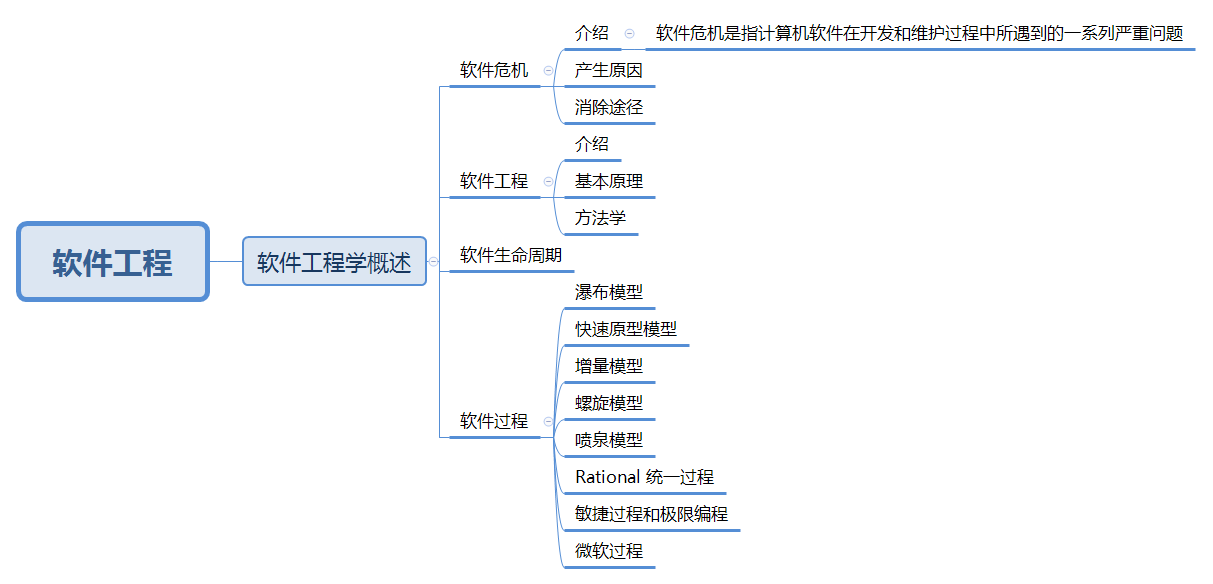 软件工程
软件工程学概述
软件危机
介绍
软件危机是指计算机软件在开发和维护过程中所遇到的一系列严重问题
产生原因
消除途径
软件工程
介绍
基本原理
方法学
软件生命周期
软件过程
瀑布模型
快速原型模型
增量模型
螺旋模型
喷泉模型
Rational 统一过程
敏捷过程和极限编程
微软过程